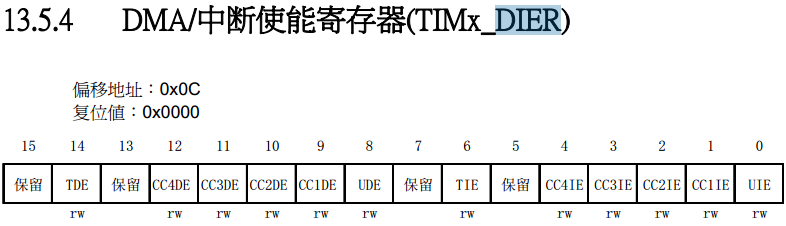 13.5.4 DMA/中断使能寄存器(TIMx_DIER)
偏移地址：0x0C
复位值：0x0000
15 14 13 12 11 10 9 8 7 6 5 4 3 2 1 0
保留 TDE 保留 CC4DE CC3DE CC2DE CC1DE UDE 保留 TIE 保留 CC4IE CC3IE CC2IE CC1IE UIE
rw rw rw rw rw rw rw rw rw rw rw rw